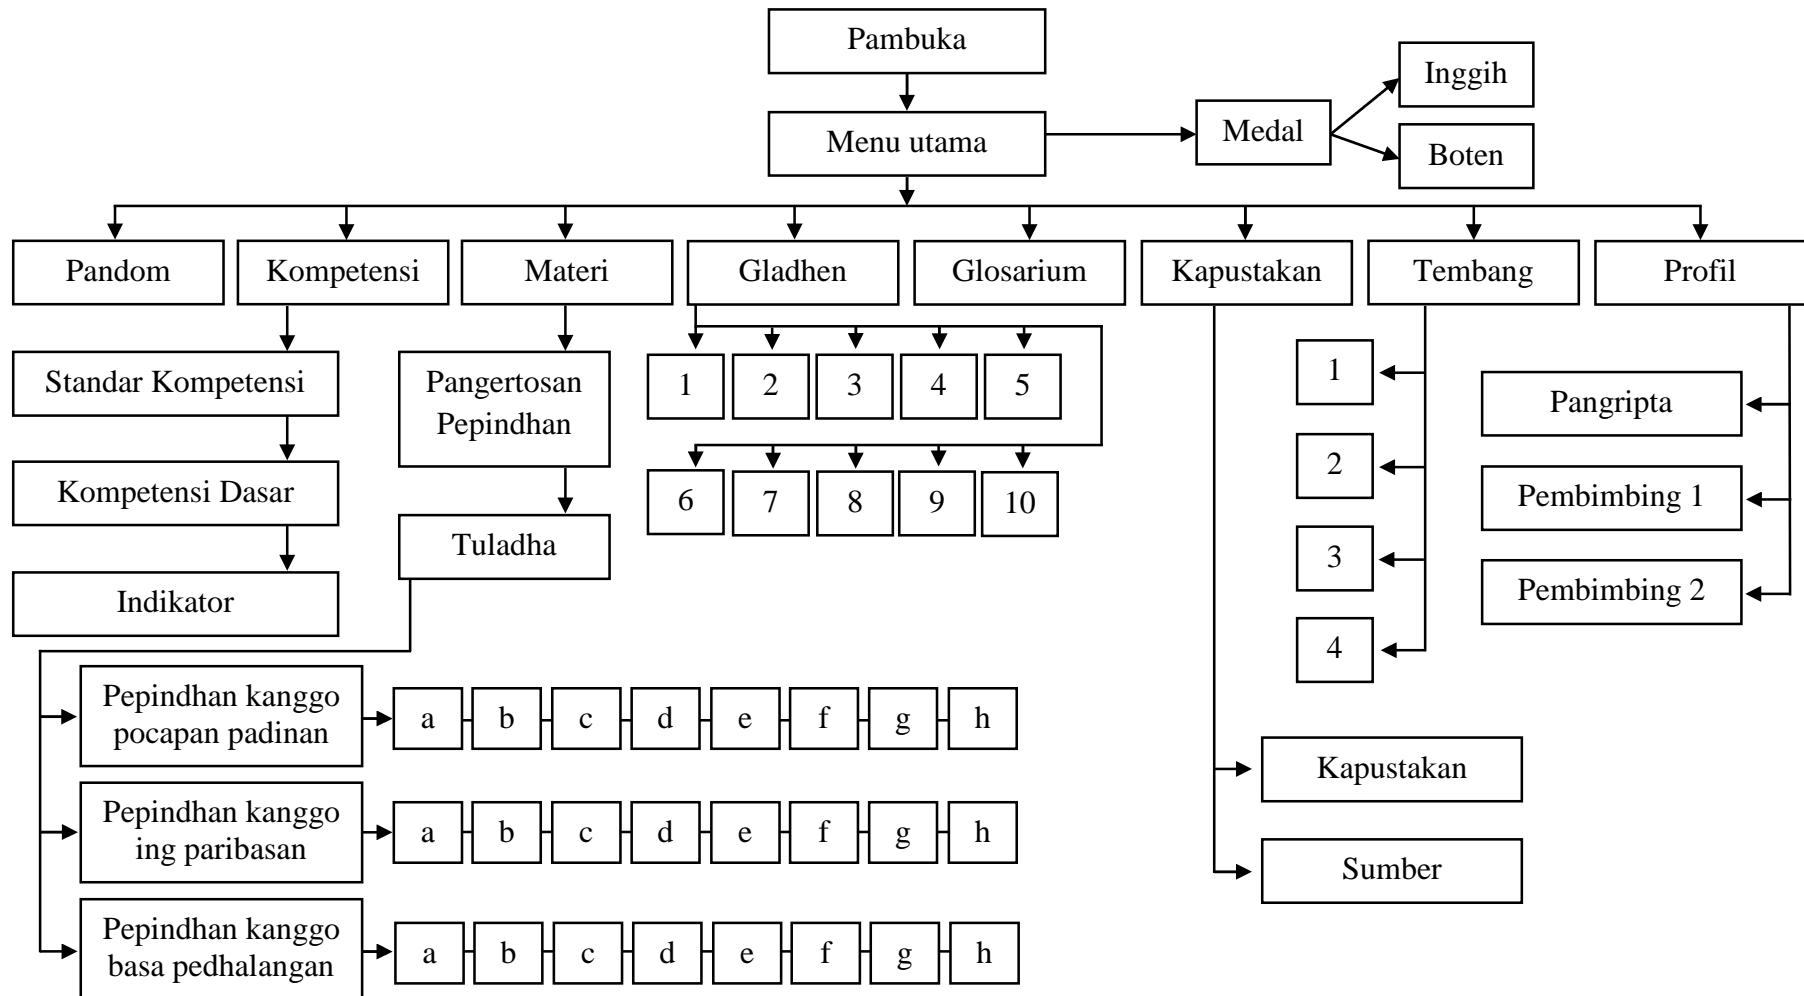 Pambuka
Inggih
Menu utama
Medal
Boten
Pandom
Kompetensi
Materi
Gladhen
Glosarium
Kapustakan
Tembang
Profil
Standar Kompetensi
Pangertosan
Pepindhan
1 2 3 4 5
1
Pangripta
Kompetensi Dasar
6 7 8 9 10
2
Pembimbing 1
Tuladha
3
Indikator
Pembimbing 2
4
Pepindhan kanggo
pocapan padinan
a b c d e f g h
Kapustakan
Pepindhan kanggo
ing paribasan
a b c d e f g h
Sumber
Pepindhan kanggo
basa pedhalangan
a b c d e f g h